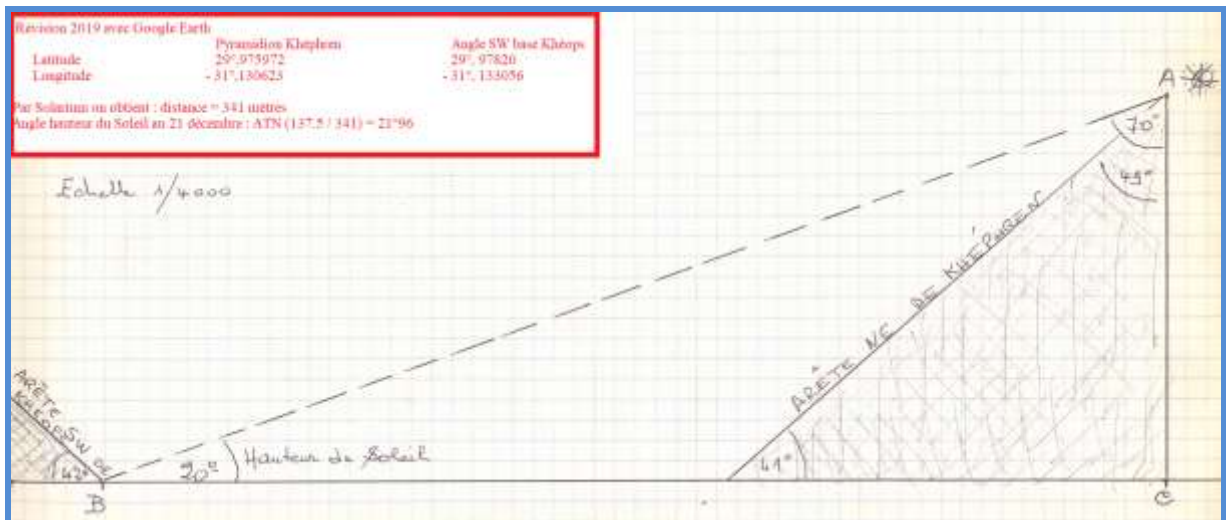 Révision 2019 avec Google Earth
Pyramidion Khéphren Angle SW base Khéops
Latitude 29°,975972 29°, 97820
Longitude - 31°,130623 - 31°, 133056
Par Solarium on obtient : distance = 341 mètres
Angle hauteur du Soleil au 21 décembre : ATN (137.5 / 341) = 21°96
A
70°
49°
Echelle 1/4000
ARÊTE NE DE KHÉPHREN
ARÊTE SW DE
KHÉOPS
42°
20°
Hauteur du Soleil
41°
B
C